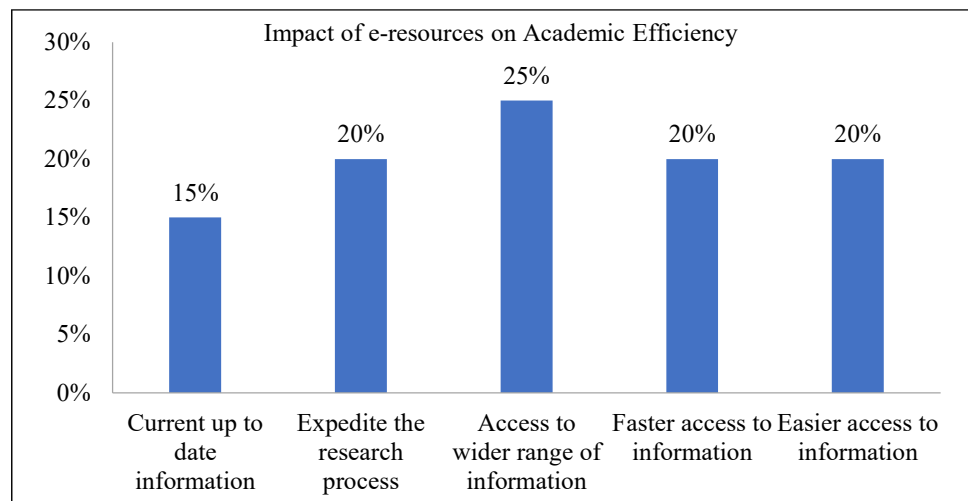 Impact of e-resources on Academic Efficiency
30%
25%
20%
15%
10%
5%
0%
15%
20%
25%
20%
20%
Current up to
date
information
Expedite the
research
process
Access to
wider range of
information
Faster access to
information
Easier access to
information